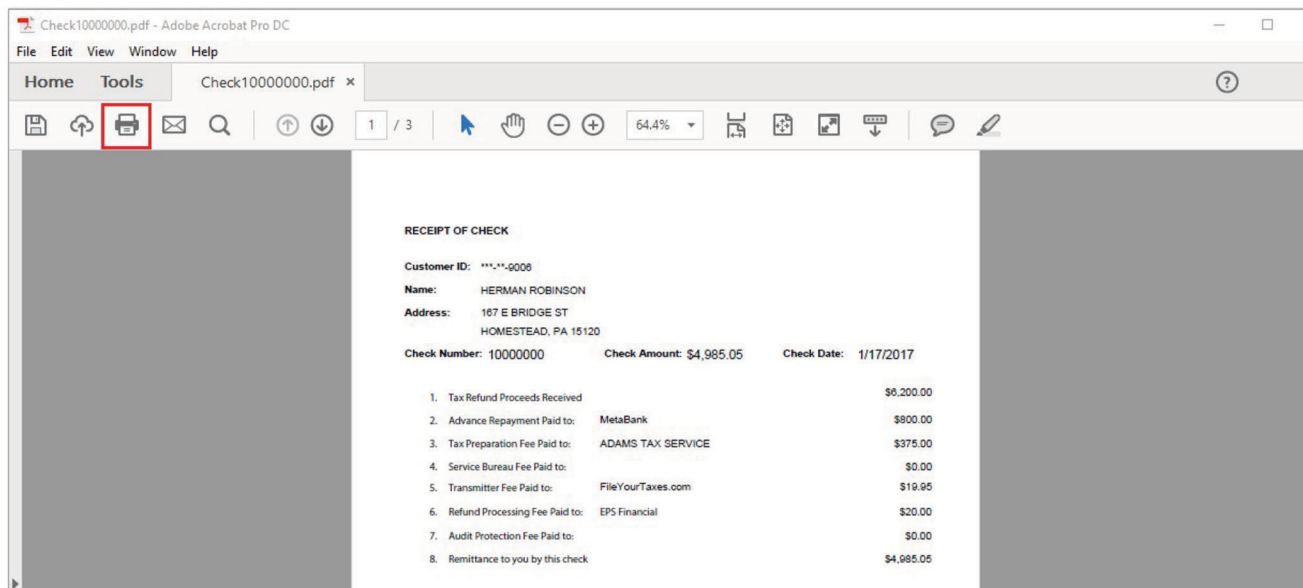 Check10000000.pdf - Adobe Acrobat Pro DC
File Edit View Window Help
Home Tools Check10000000.pdf ×
1 / 3 64.4%
RECEIPT OF CHECK
Customer ID: ***-**-9006
Name: HERMAN ROBINSON
Address: 167 E BRIDGE ST
HOMESTEAD, PA 15120
Check Number: 10000000 Check Amount: $4,985.05 Check Date: 1/17/2017
1. Tax Refund Proceeds Received $6,200.00
2. Advance Repayment Paid to: MetaBank $800.00
3. Tax Preparation Fee Paid to: ADAMS TAX SERVICE $375.00
4. Service Bureau Fee Paid to: $0.00
5. Transmitter Fee Paid to: FileYourTaxes.com $19.95
6. Refund Processing Fee Paid to: EPS Financial $20.00
7. Audit Protection Fee Paid to: $0.00
8. Remittance to you by this check $4,985.05